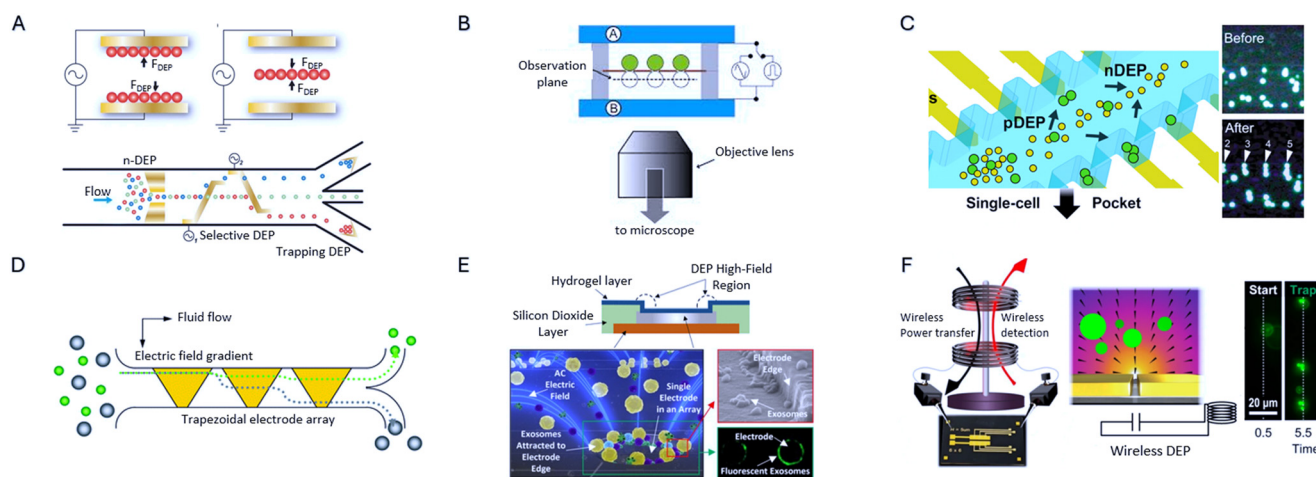 A
F_DEP
F_DEP
F_DEP
F_DEP
n-DEP
Flow
2
1
Selective DEP
Trapping DEP
B
A
Observation
plane
B
Objective lens
to microscope
C
s
nDEP
pDEP
Single-cell
Pocket
Before
After
2 3 4 5
D
Fluid flow
Electric field gradient
Trapezoidal electrode array
E
Hydrogel layer
DEP High-Field
Region
Silicon Dioxide
Layer
AC
Electric
Field
Single
Electrode
in an Array
Exosomes
Attracted to
Electrode
Edge
Electrode
Edge
Exosomes
Electrode
Fluorescent Exosomes
F
Wireless
Power transfer
Wireless
detection
Wireless DEP
Start
Trap
20 µm
0.5
5.5
Time